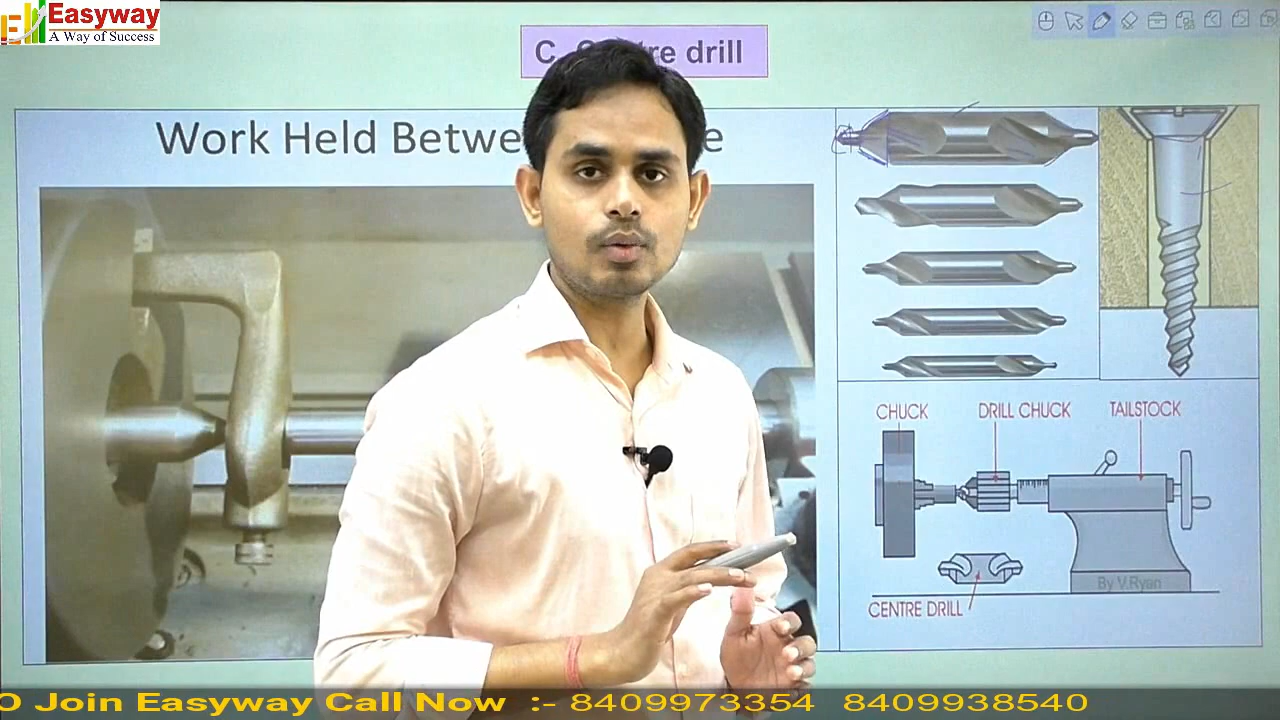 Easyway
A Way of Success
C. Centre drill
Work Held Betwe
CHUCK
DRILL CHUCK
TAILSTOCK
By V.Ryan
CENTRE DRILL
O Join Easyway Call Now :- 8409973354 8409938540